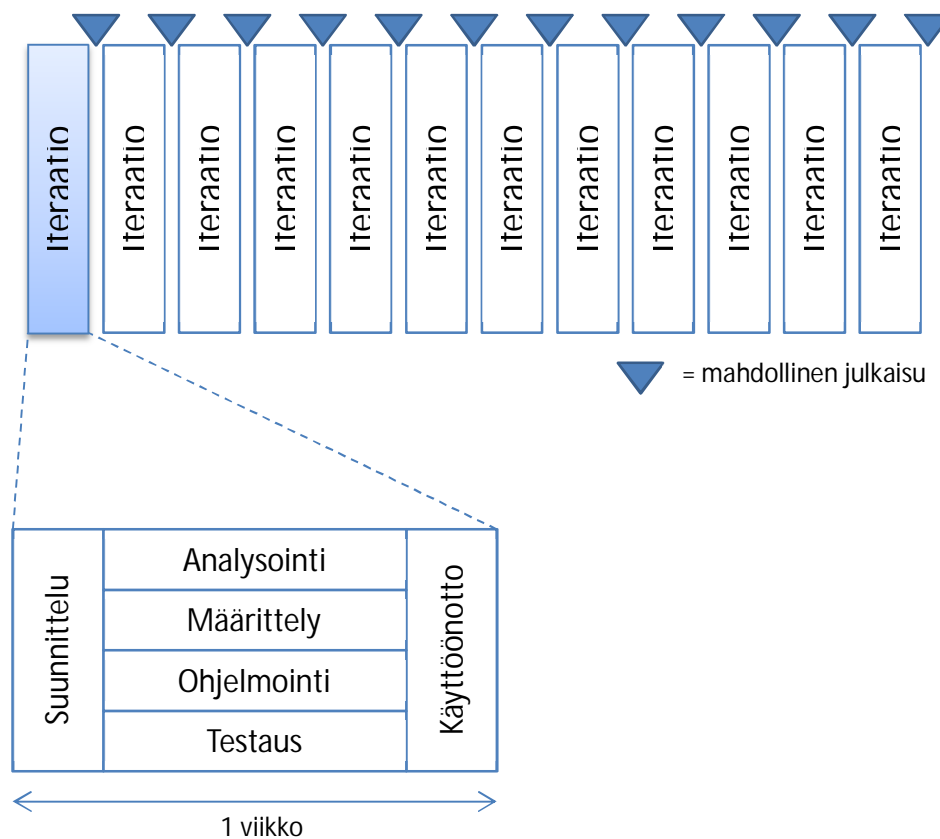 Iteraatio
Iteraatio
Iteraatio
Iteraatio
Iteraatio
Iteraatio
Iteraatio
Iteraatio
Iteraatio
Iteraatio
Iteraatio
Iteraatio
= mahdollinen julkaisu
Suunnittelu
Analysointi
Määrittely
Ohjelmointi
Testaus
Käyttöönotto
1 viikko